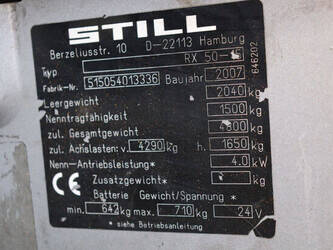 STILL
Berzeliusstr. 10 D-22113 Hamburg
Typ RX 50-15
Fabrik-Nr. 515054013336 Baujahr 2007
Leergewicht 2040 kg
Nenntragfähigkeit 1500 kg
zul. Gesamtgewicht kg
zul. Achslasten: v. 4290 kg h. 1650 kg
Nenn-Antriebsleistung* 4.0 kW
CE Zusatzgewicht* kg
Batterie Gewicht/Spannung *
min. 642 kg max. 710 kg 24 V
* siehe Betriebsanleitung
646202